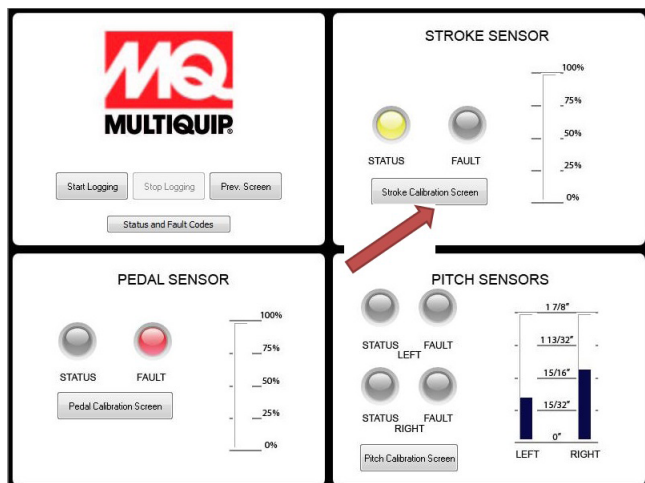 MQ
MULTIQUIP®
Start Logging
Stop Logging
Prev. Screen
Status and Fault Codes
STROKE SENSOR
100%
75%
50%
25%
0%
STATUS
FAULT
Stroke Calibration Screen
PEDAL SENSOR
100%
75%
50%
25%
0%
STATUS
FAULT
Pedal Calibration Screen
PITCH SENSORS
STATUS
FAULT
LEFT
STATUS
FAULT
RIGHT
Pitch Calibration Screen
1 7/8"
1 13/32"
15/16"
15/32"
0"
LEFT
RIGHT